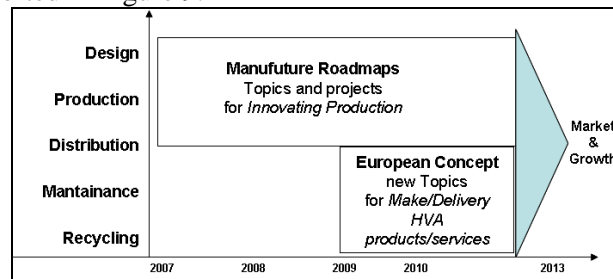 Design
Production
Distribution
Mantainance
Recycling
Manufuture Roadmaps
Topics and projects
for Innovating Production
European Concept
new Topics
for Make/Delivery
HVA
products/services
Market
&
Growth
2007 2008 2009 2010 2013